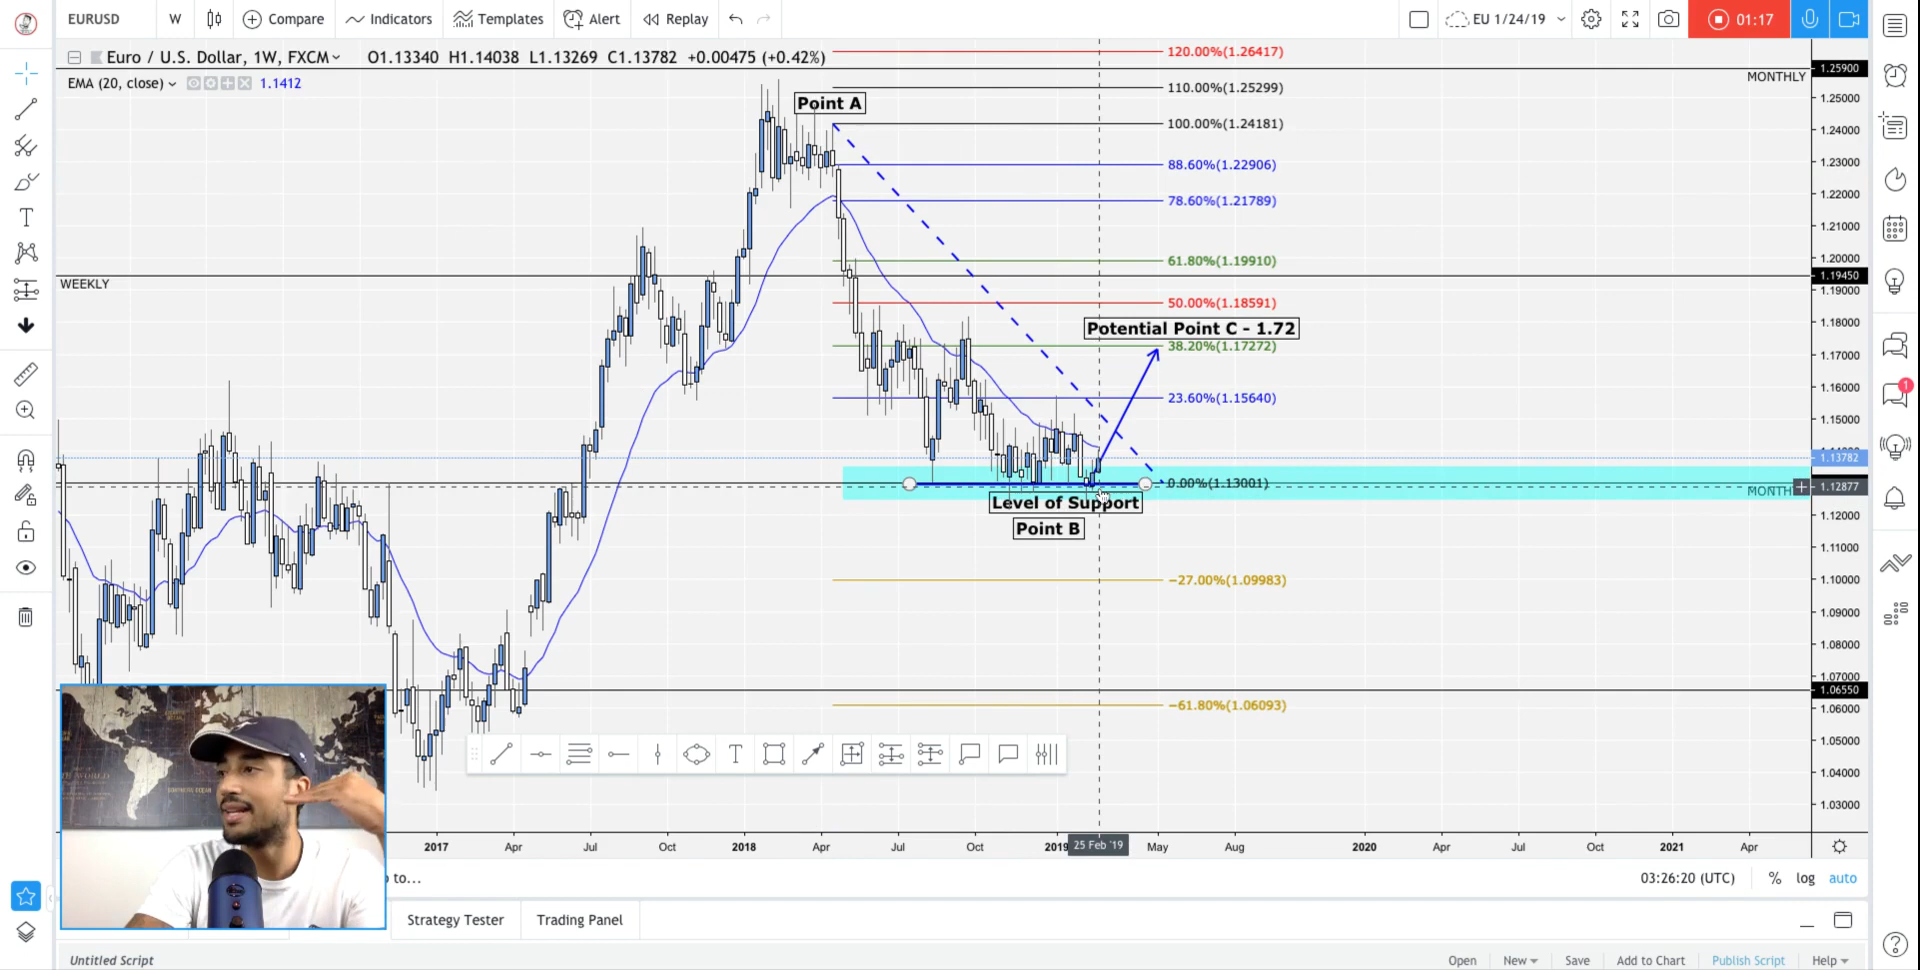 EURUSD W Compare Indicators Templates Alert Replay EU 1/24/19 01:17
Euro / U.S. Dollar, 1W, FXCM O1.13340 H1.14038 L1.13269 C1.13782 +0.00475 (+0.42%)
EMA (20, close) 1.1412
120.00%(1.26417)
1.25900
MONTHLY
110.00%(1.25299)
1.25000
Point A
100.00%(1.24181)
1.24000
88.60%(1.22906)
1.23000
78.60%(1.21789)
1.22000
1.21000
61.80%(1.19910)
1.20000
WEEKLY
1.19450
1.19000
50.00%(1.18591)
1.18000
Potential Point C - 1.72
38.20%(1.17272)
1.17000
1.16000
23.60%(1.15640)
1.15000
1.13782
0.00%(1.13001)
1.12877
MONTH
Level of Support
1.12000
Point B
1.11000
-27.00%(1.09983)
1.10000
1.09000
1.08000
1.07000
1.06550
-61.80%(1.06093)
1.06000
1.05000
1.04000
1.03000
2017 Apr Jul Oct 2018 Apr Jul Oct 2019 25 Feb '19 May Aug 2020 Apr Jul Oct 2021 Apr
to... 03:26:20 (UTC) % log auto
Strategy Tester Trading Panel
Untitled Script Open New Save Add to Chart Publish Script Help
1